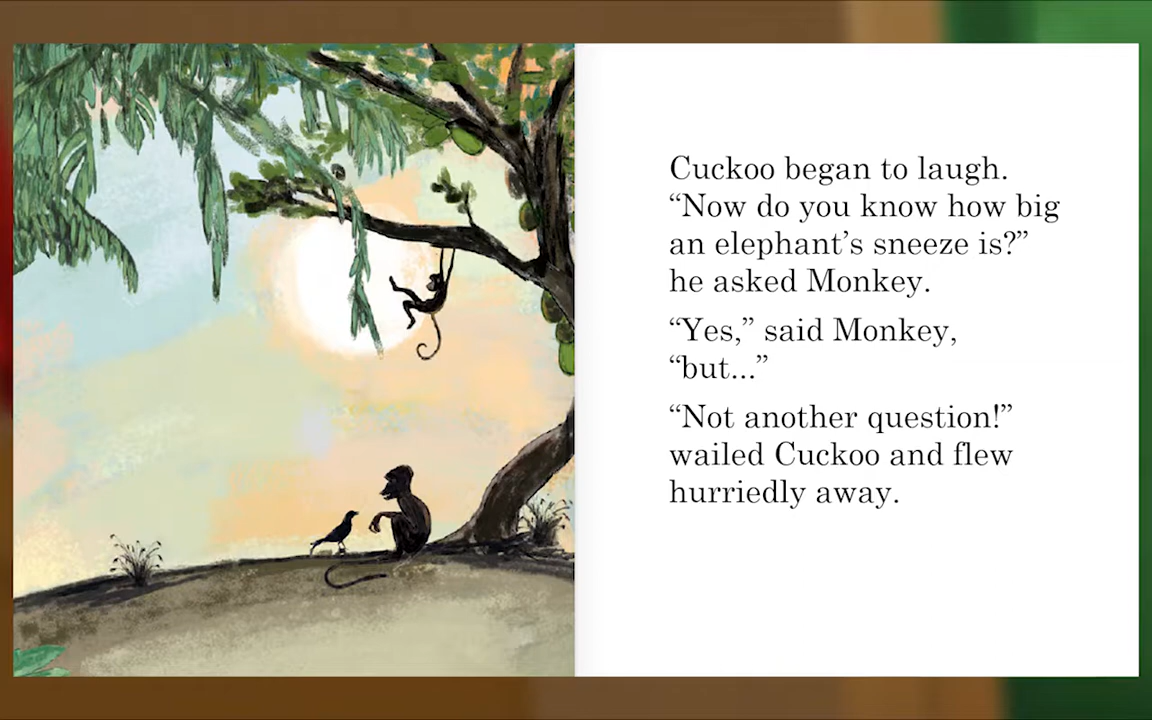 Cuckoo began to laugh.
“Now do you know how big
an elephant’s sneeze is?”
he asked Monkey.
“Yes,” said Monkey,
“but...”
“Not another question!”
wailed Cuckoo and flew
hurriedly away.